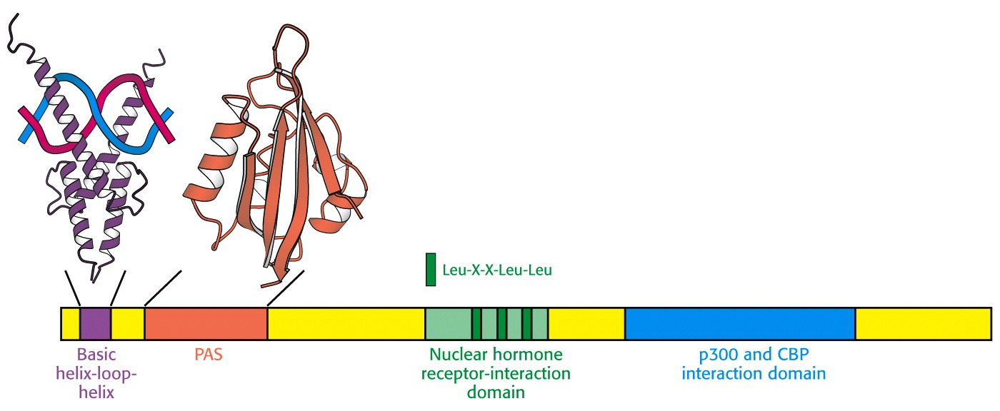 Leu-X-X-Leu-Leu
Basic
helix-loop-
helix
PAS
Nuclear hormone
receptor-interaction
domain
p300 and CBP
interaction domain